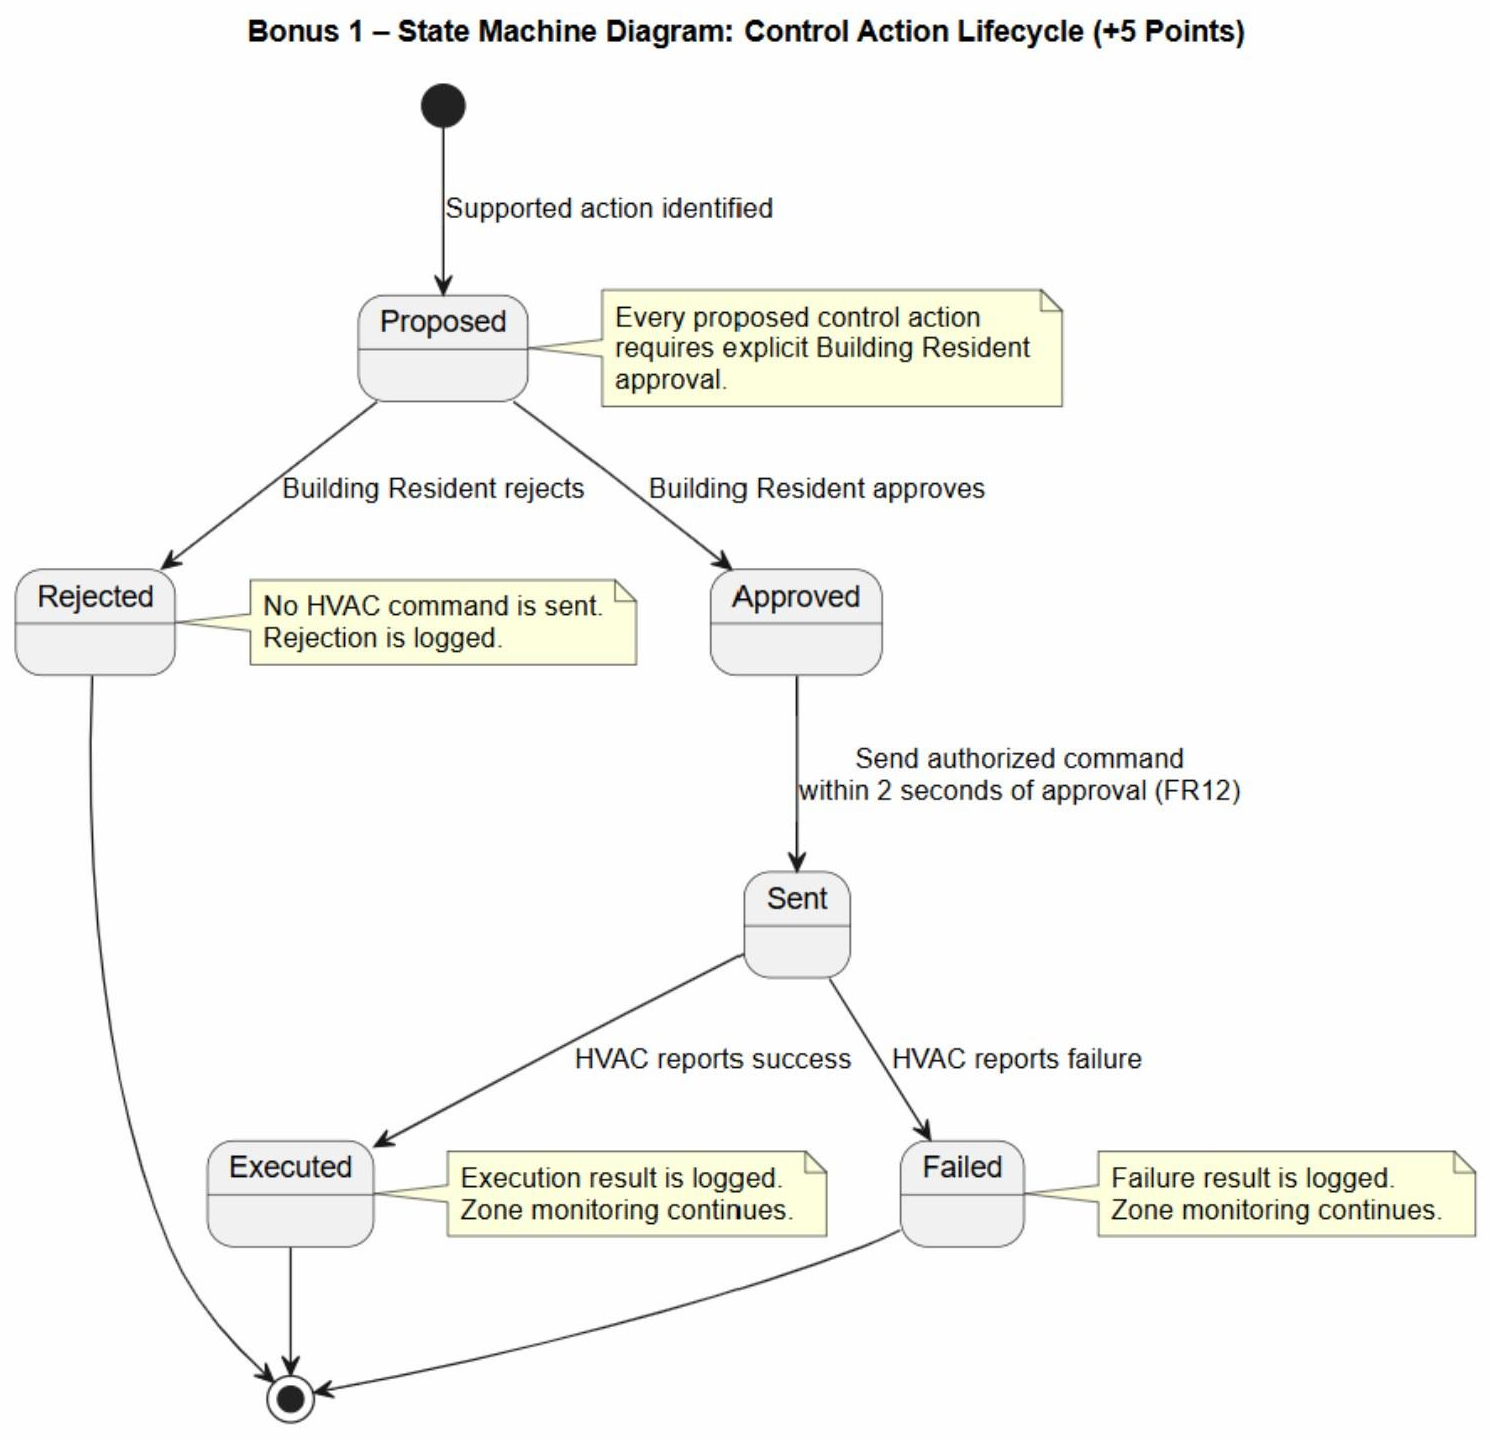 Bonus 1 – State Machine Diagram: Control Action Lifecycle (+5 Points)
Supported action identified
Proposed
Every proposed control action
requires explicit Building Resident
approval.
Building Resident rejects
Building Resident approves
Rejected
No HVAC command is sent.
Rejection is logged.
Approved
Send authorized command
within 2 seconds of approval (FR12)
Sent
HVAC reports success
HVAC reports failure
Executed
Execution result is logged.
Zone monitoring continues.
Failed
Failure result is logged.
Zone monitoring continues.